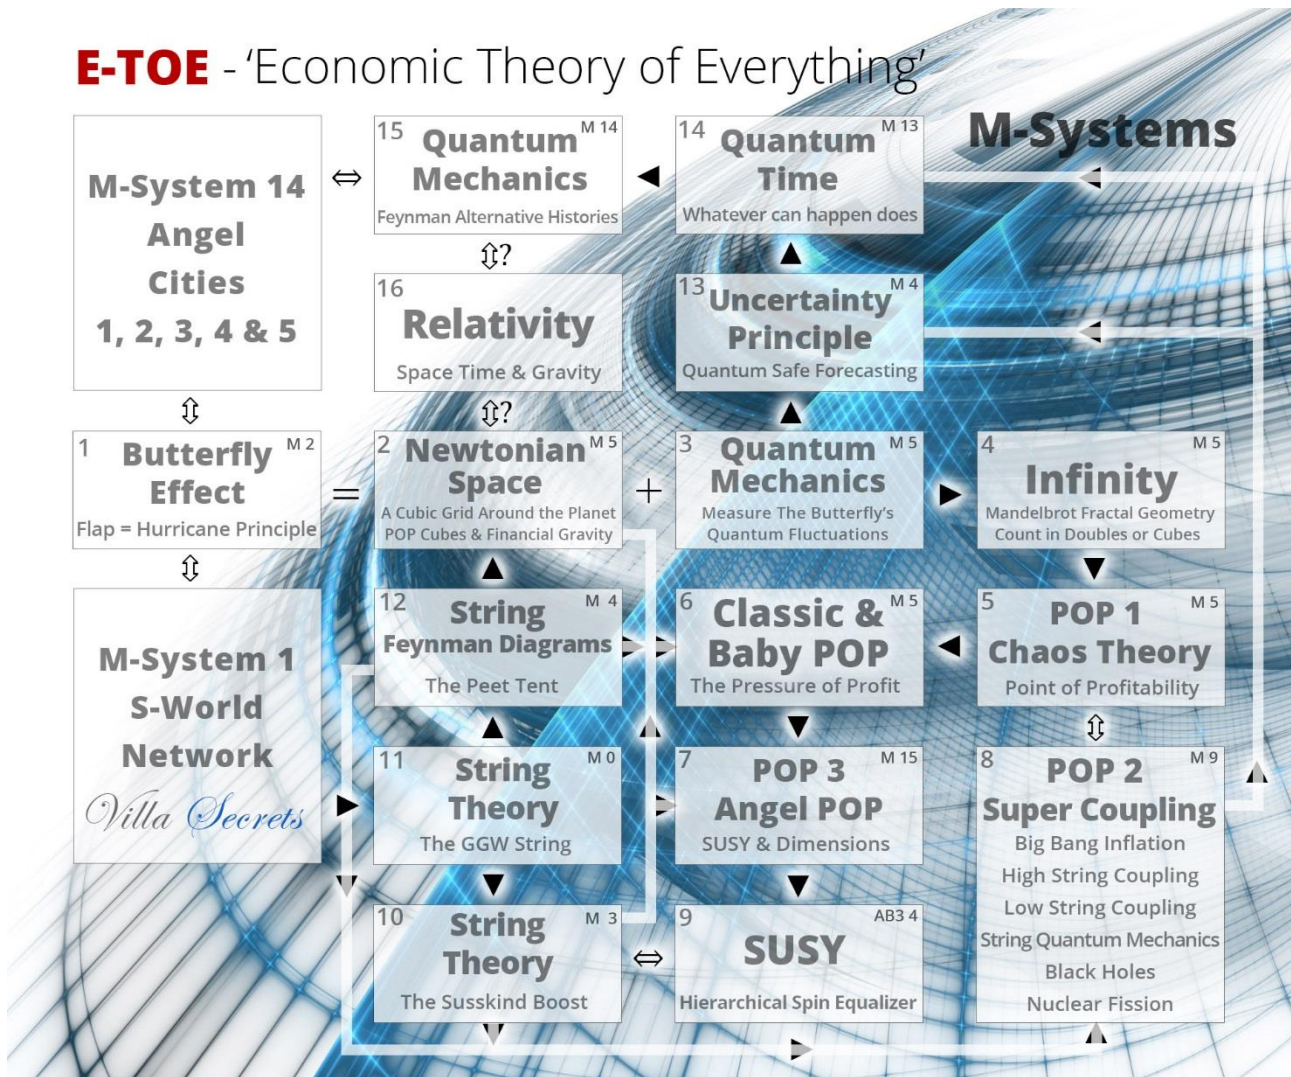 E-TOE - ‘Economic Theory of Everything’
M-Systems
M-System 14
Angel
Cities
1, 2, 3, 4 & 5
15 M 14
Quantum
Mechanics
Feynman Alternative Histories
14 M 13
Quantum
Time
Whatever can happen does
⇔
⇕?
16
Relativity
Space Time & Gravity
13 M 4
Uncertainty
Principle
Quantum Safe Forecasting
⇕
⇕?
1 M 2
Butterfly
Effect
Flap = Hurricane Principle
=
2 M 5
Newtonian
Space
A Cubic Grid Around the Planet
POP Cubes & Financial Gravity
+
3 M 5
Quantum
Mechanics
Measure The Butterfly’s
Quantum Fluctuations
4 M 5
Infinity
Mandelbrot Fractal Geometry
Count in Doubles or Cubes
⇕
M-System 1
S-World
Network
Villa Secrets
12 M 4
String
Feynman Diagrams
The Peet Tent
6 M 5
Classic &
Baby POP
The Pressure of Profit
5 M 5
POP 1
Chaos Theory
Point of Profitability
⇕
11 M 0
String
Theory
The GGW String
7 M 15
POP 3
Angel POP
SUSY & Dimensions
8 M 9
POP 2
Super Coupling
Big Bang Inflation
High String Coupling
Low String Coupling
String Quantum Mechanics
Black Holes
Nuclear Fission
10 M 3
String
Theory
The Susskind Boost
⇔
9 AB3 4
SUSY
Hierarchical Spin Equalizer